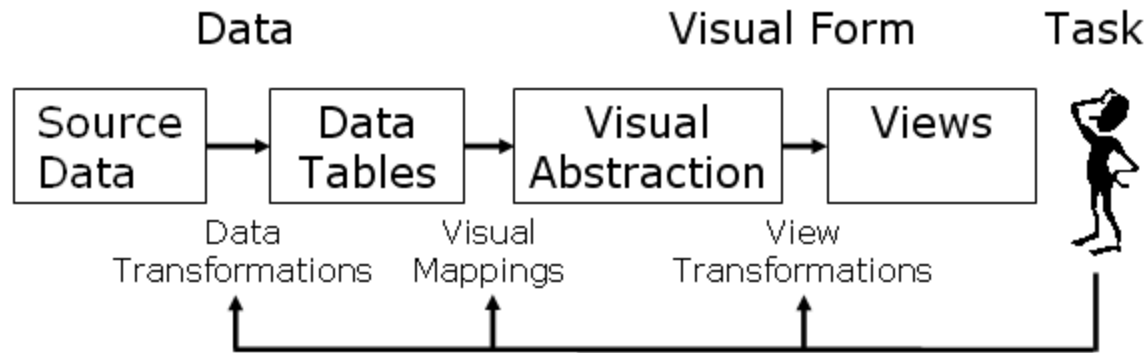 Data
Visual Form
Task
Source
Data
Data
Tables
Visual
Abstraction
Views
Data
Transformations
Visual
Mappings
View
Transformations